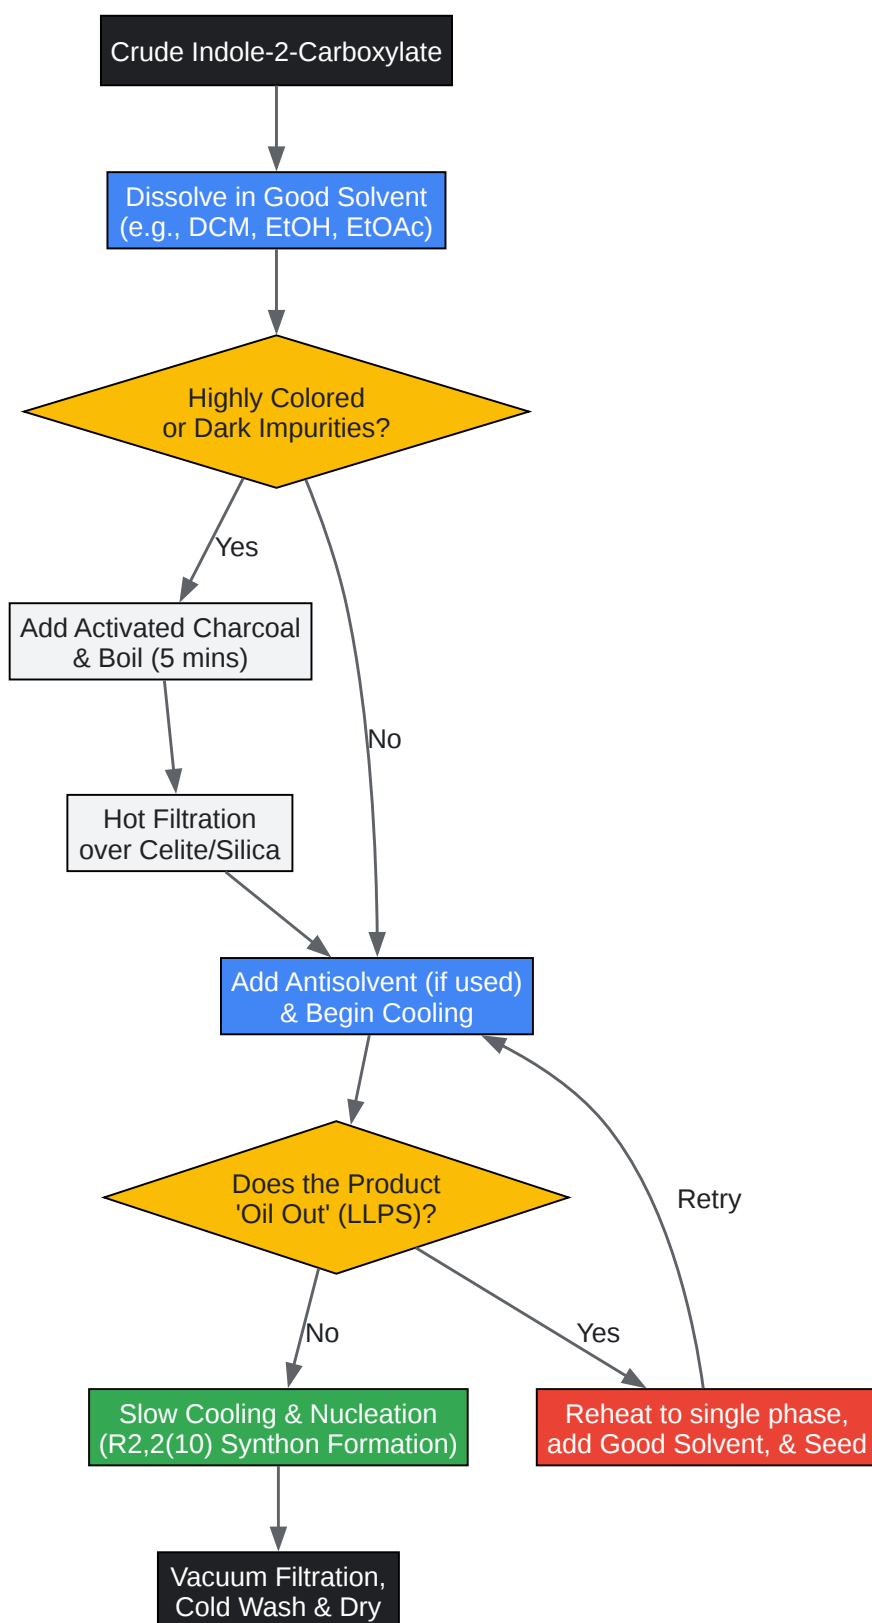 Crude Indole-2-Carboxylate
Dissolve in Good Solvent
(e.g., DCM, EtOH, EtOAc)
Highly Colored
or Dark Impurities?
Yes
Add Activated Charcoal
& Boil (5 mins)
No
Hot Filtration
over Celite/Silica
Add Antisolvent (if used)
& Begin Cooling
Does the Product
'Oil Out' (LLPS)?
Retry
No
Yes
Slow Cooling & Nucleation
(R2,2(10) Synthon Formation)
Reheat to single phase,
add Good Solvent, & Seed
Vacuum Filtration,
Cold Wash & Dry